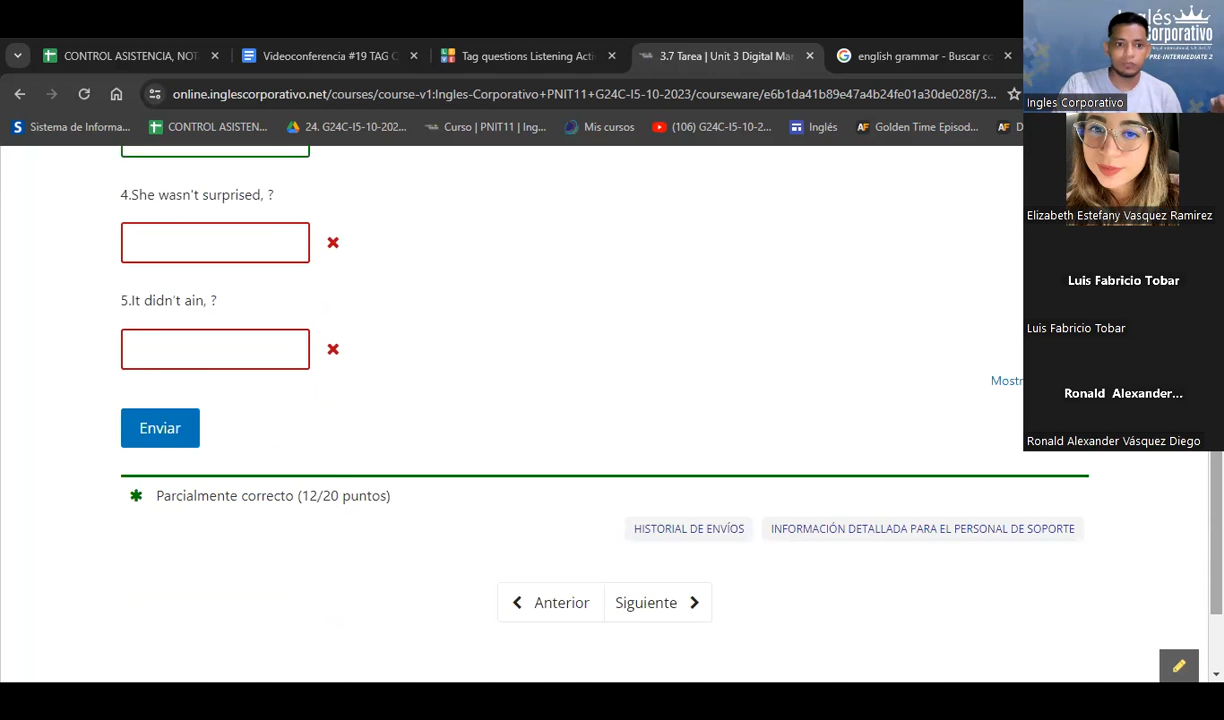 CONTROL ASISTENCIA, NOT
Videoconferencia #19 TAG C
Tag questions Listening Acti
3.7 Tarea | Unit 3 Digital Mar
english grammar - Buscar co
online.inglescorporativo.net/courses/course-v1:Ingles-Corporativo+PNIT11+G24C-I5-10-2023/courseware/e6b1da41b89e47a4b24fe01a30de028f/3...
Sistema de Informa...
CONTROL ASISTEN...
24. G24C-I5-10-202...
Curso | PNIT11 | Ing...
Mis cursos
(106) G24C-I5-10-2...
Inglés
Golden Time Episod...
4.She wasn't surprised, ?
5.It didn't ain, ?
Mostr
Enviar
Parcialmente correcto (12/20 puntos)
HISTORIAL DE ENVÍOS
INFORMACIÓN DETALLADA PARA EL PERSONAL DE SOPORTE
Anterior
Siguiente
PRE-INTERMEDIATE 2
Ingles Corporativo
Elizabeth Estefany Vasquez Ramirez
Luis Fabricio Tobar
Luis Fabricio Tobar
Ronald Alexander...
Ronald Alexander Vásquez Diego